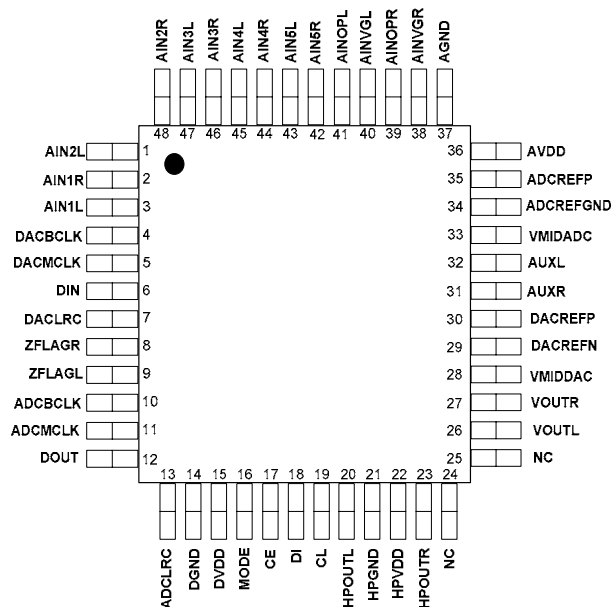 AIN2R AIN3L AIN3R AIN4L AIN4R AIN5L AIN5R AINOPL AINVGL AINOPR AINVGR AGND
48 47 46 45 44 43 42 41 40 39 38 37
AIN2L 1 36 AVDD
AIN1R 2 35 ADCREFP
AIN1L 3 34 ADCREFGND
DACBCLK 4 33 VMIDADC
DACMCLK 5 32 AUXL
DIN 6 31 AUXR
DACLRC 7 30 DACREFP
ZFLAGR 8 29 DACREFN
ZFLAGL 9 28 VMIDDAC
ADCBCLK 10 27 VOUTR
ADCMCLK 11 26 VOUTL
DOUT 12 25 NC
13 14 15 16 17 18 19 20 21 22 23 24
ADCLRC DGND DVDD MODE CE DI CL HPOUTL HPGND HPVDD HPOUTR NC